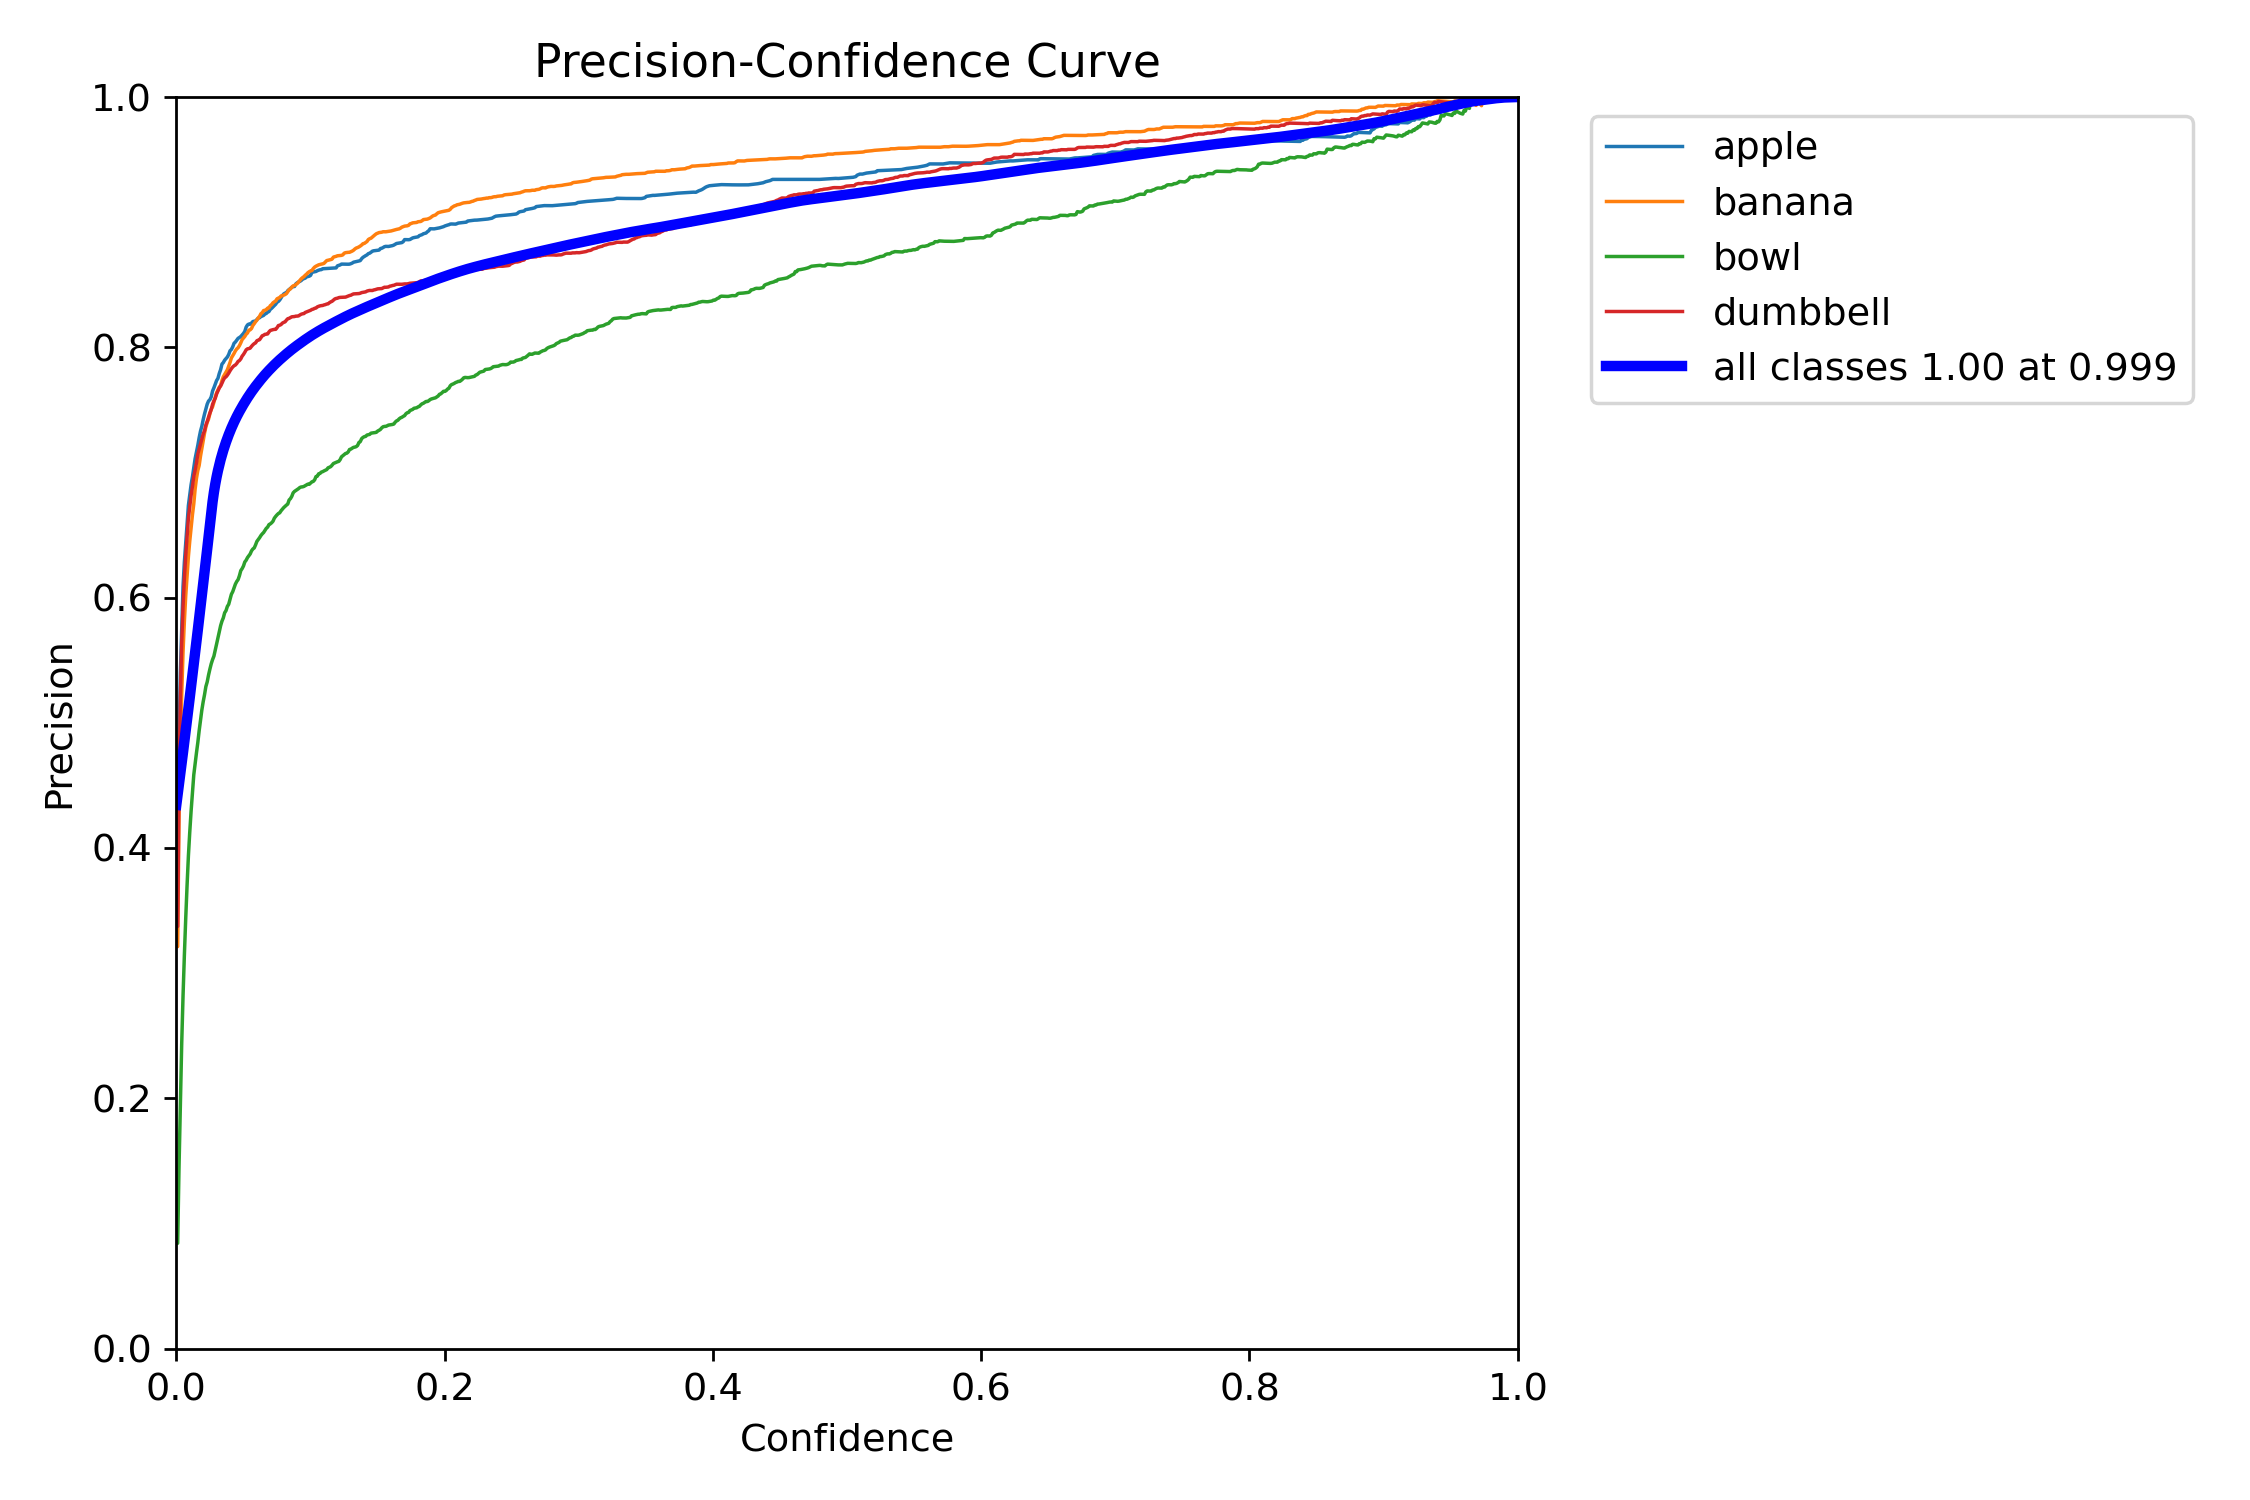 Precision-Confidence Curve
1.0
0.8
0.6
0.4
0.2
0.0
Precision
0.0 0.2 0.4 0.6 0.8 1.0
Confidence
apple
banana
bowl
dumbbell
all classes 1.00 at 0.999